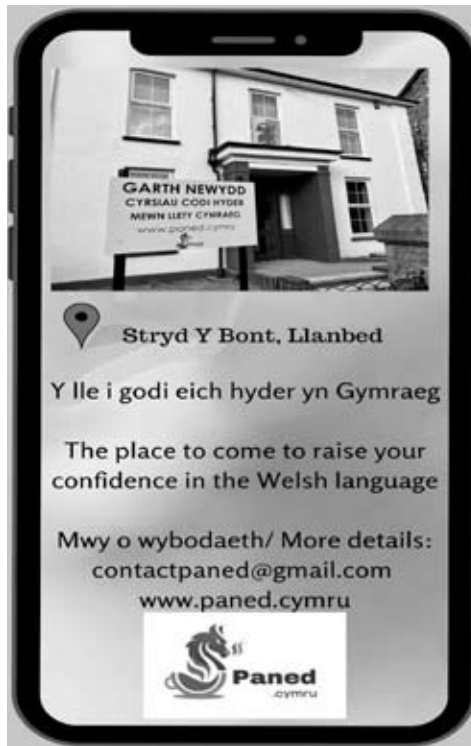 GARTH NEWYDD
CYRSIAU CODI HYDER
MEWN LLETY CYMRAEG
www.paned.cymru
Stryd Y Bont, Llanbed
Y lle i godi eich hyder yn Gymraeg
The place to come to raise your
confidence in the Welsh language
Mwy o wybodaeth/ More details:
contactpaned@gmail.com
www.paned.cymru
Paned
.cymru